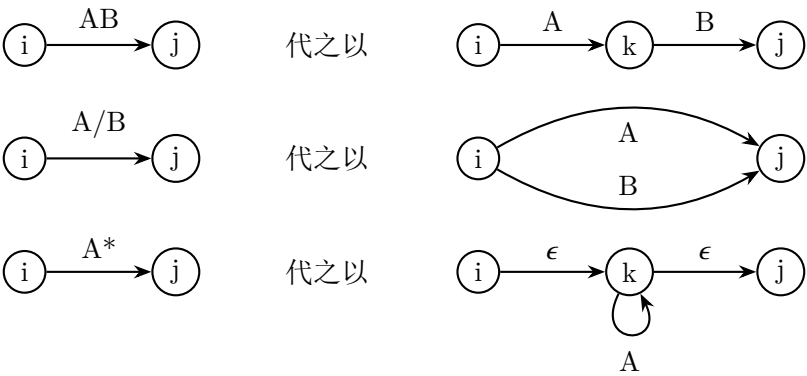 AB
i j 代之以 i A k B j
A/B
i j 代之以 i A B j
A*
i j 代之以 i ϵ k ϵ j
A